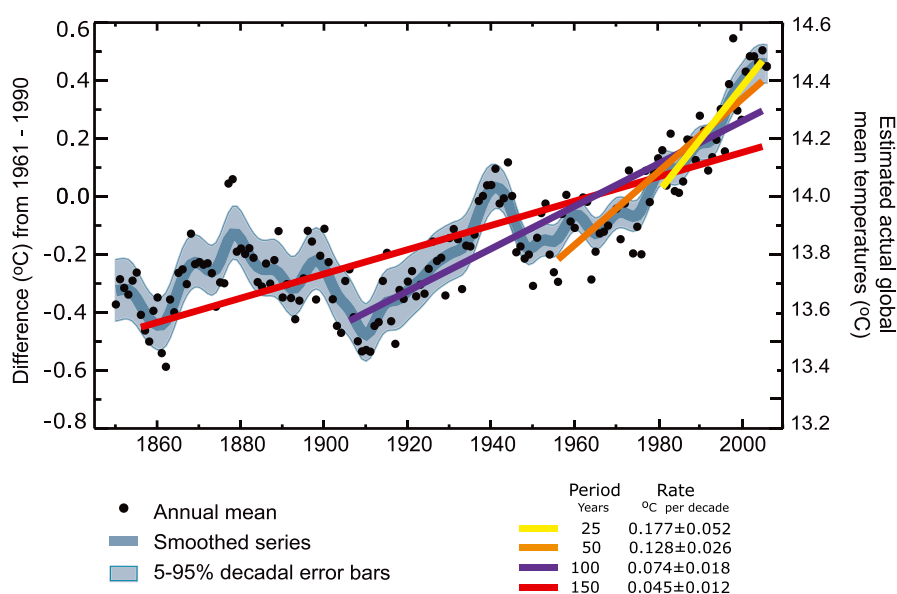 Difference (oC) from 1961 - 1990
0.6
0.4
0.2
0.0
-0.2
-0.4
-0.6
-0.8
14.6
14.4
14.2
14.0
13.8
13.6
13.4
13.2
Estimated actual global
mean temperatures (oC)
1860 1880 1900 1920 1940 1960 1980 2000
Annual mean
Smoothed series
5-95% decadal error bars
Period Rate
Years oC per decade
25 0.177±0.052
50 0.128±0.026
100 0.074±0.018
150 0.045±0.012